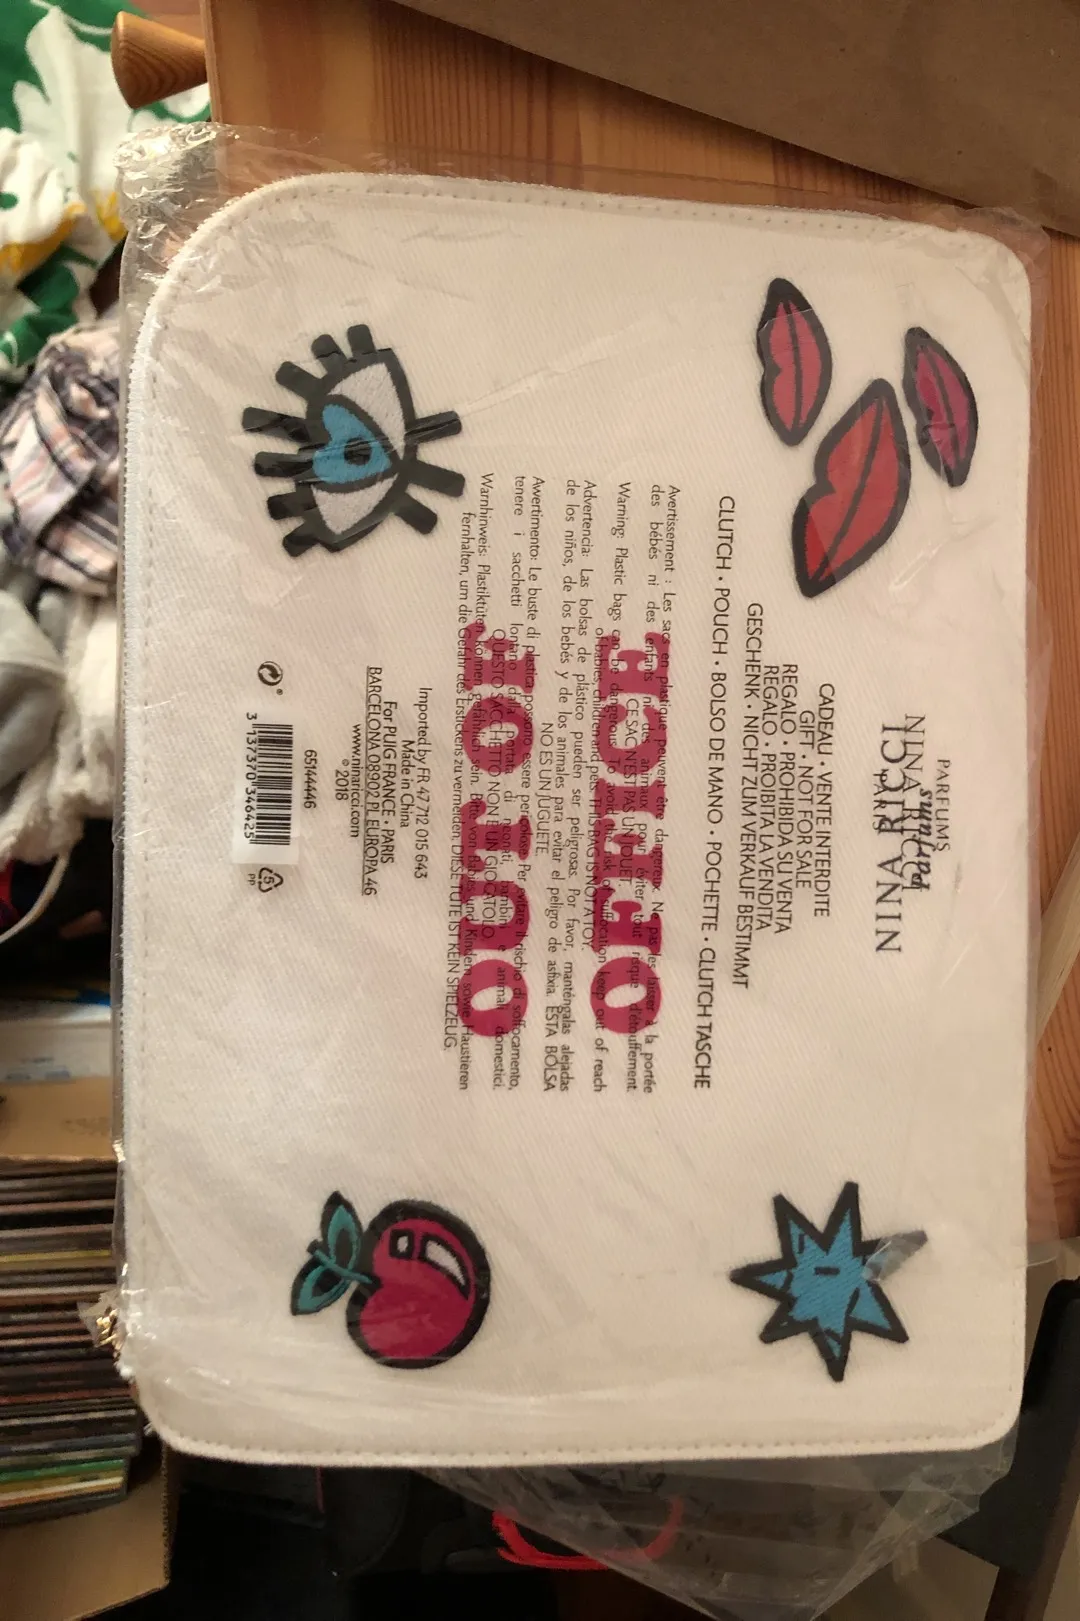 PARFUMS
NINA RICCI
PARIS
parfums
NINA RICCI
CADEAU • VENTE INTERDITE
GIFT • NOT FOR SALE
REGALO • PROHIBIDA SU VENTA
REGALO • PROIBITA LA VENDITA
GESCHENK • NICHT ZUM VERKAUF BESTIMMT
CLUTCH • POUCH • BOLSO DE MANO • POCHETTE • CLUTCH TASCHE
Avertissement : Les sacs en plastique peuvent être dangereux. Ne pas les laisser à la portée
des bébés ni des enfants ni des animaux pour éviter tout risque d'étouffement.
CE SAC N'EST PAS UN JOUET.
Warning: Plastic bags can be dangerous. To avoid the risk of suffocation keep out of reach
of babies, children and pets. THIS BAG IS NOT A TOY.
Advertencia: Las bolsas de plástico pueden ser peligrosas. Por favor, manténgalas alejadas
de los niños, de los bebés y de los animales para evitar el peligro de asfixia. ESTA BOLSA
NO ES UN JUGUETE.
Avvertimento: Le buste di plastica possono essere pericolose. Per evitare il rischio di soffocamento,
tenere i sacchetti lontano dalla portata di neonati, bambini e animali domestici.
QUESTO SACCHETTO NON È UN GIOCATOLO.
Warnhinweis: Plastiktüten können gefährlich sein. Bitte von Babies und Kindern sowie Haustieren
fernhalten, um die Gefahr des Erstickens zu vermeiden. DIESE TÜTE IST KEIN SPIELZEUG.
Imported by FR 47 712 015 643
Made in China
For PUIG FRANCE • PARIS
BARCELONA 08902 PL. EUROPA 46
www.ninaricci.com
© 2018
65144446
3 137370 346425
5
PP